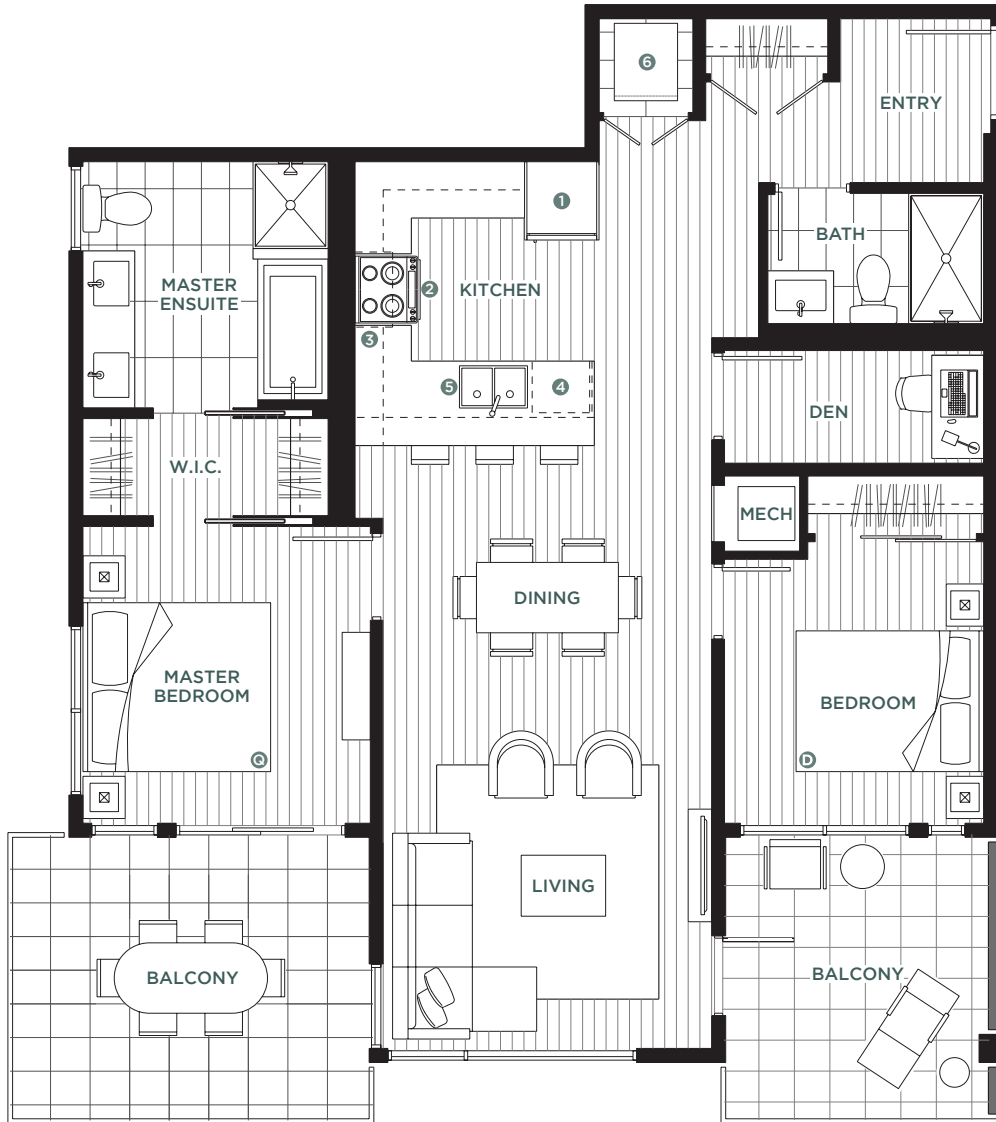 6
ENTRY
1
BATH
MASTER
ENSUITE
2
KITCHEN
3
5
4
DEN
W.I.C.
MECH
DINING
MASTER
BEDROOM
BEDROOM
Q
D
LIVING
BALCONY
BALCONY